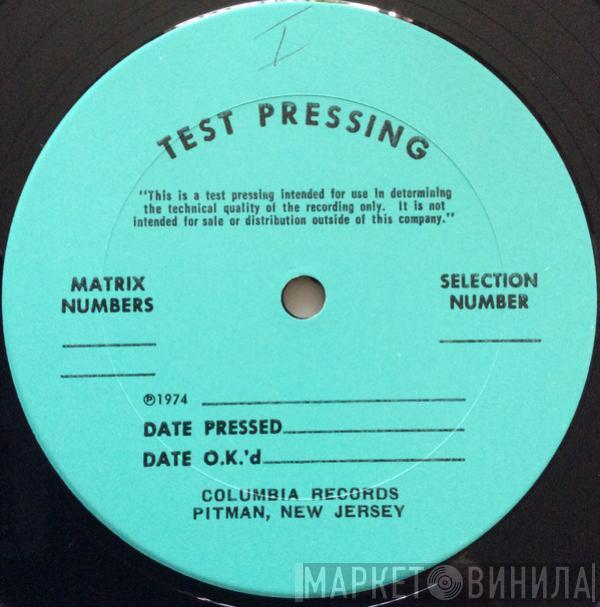 I
TEST PRESSING
"This is a test pressing intended for use in determining
the technical quality of the recording only. It is not
intended for sale or distribution outside of this company."
MATRIX
NUMBERS
SELECTION
NUMBER
℗1974
DATE PRESSED
DATE O.K.'d
COLUMBIA RECORDS
PITMAN, NEW JERSEY
МАРКЕТ ВИНИЛА